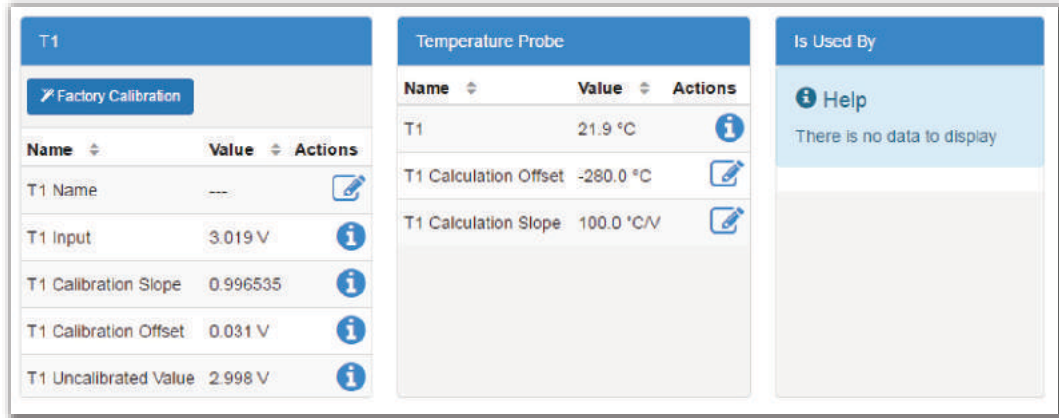 T1
Factory Calibration
Name Value Actions
T1 Name ---
T1 Input 3.019 V
T1 Calibration Slope 0.996535
T1 Calibration Offset 0.031 V
T1 Uncalibrated Value 2.998 V
Temperature Probe
Name Value Actions
T1 21.9 °C
T1 Calculation Offset -280.0 °C
T1 Calculation Slope 100.0 °C/V
Is Used By
Help
There is no data to display